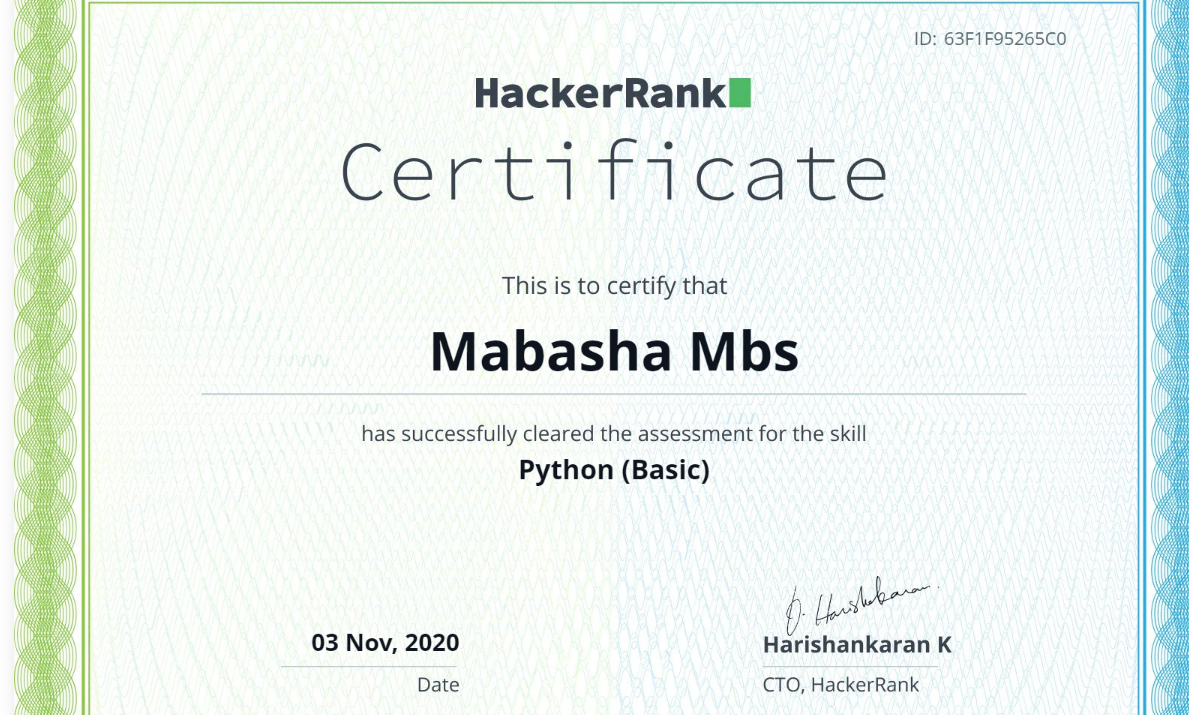 ID: 63F1F95265C0
HackerRank
Certificate
This is to certify that
Mabasha Mbs
has successfully cleared the assessment for the skill
Python (Basic)
03 Nov, 2020
Date
Harishankaran K
CTO, HackerRank